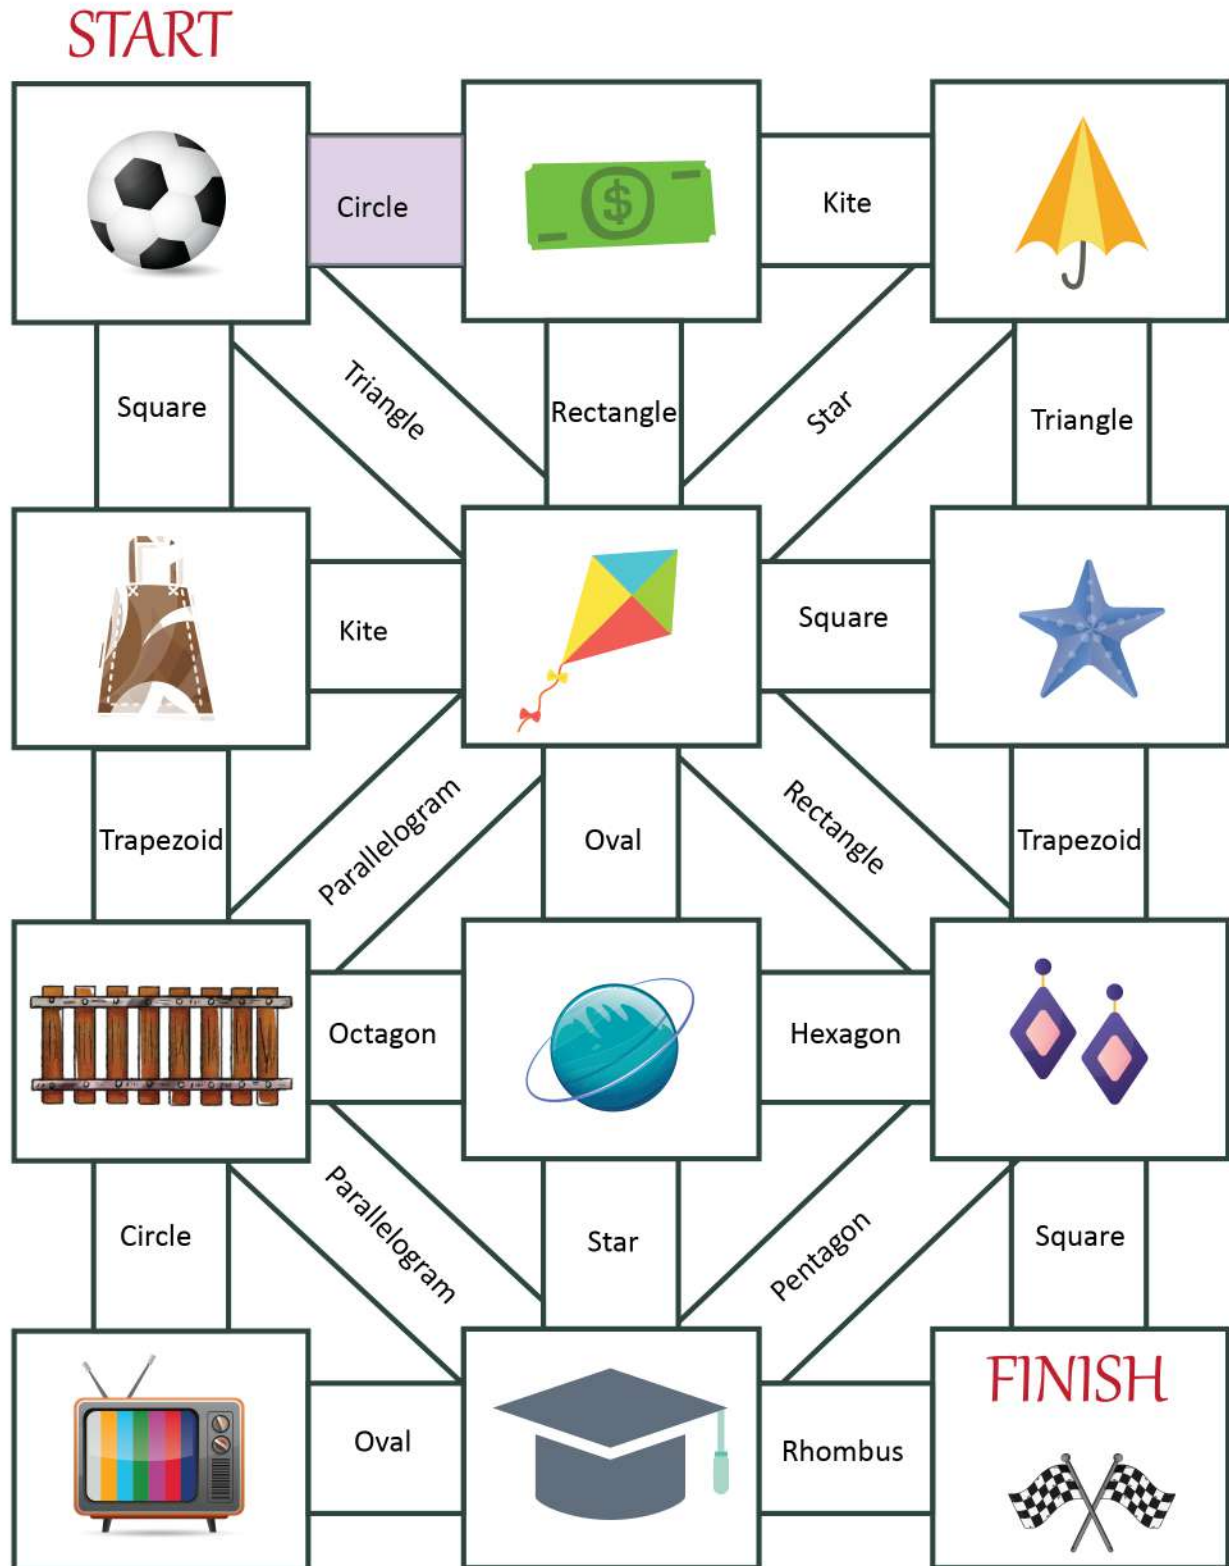 START
Circle
$
Kite
Square
Triangle
Rectangle
Star
Triangle
Kite
Square
Trapezoid
Parallelogram
Oval
Rectangle
Trapezoid
Octagon
Hexagon
Circle
Parallelogram
Star
Pentagon
Square
FINISH
Oval
Rhombus